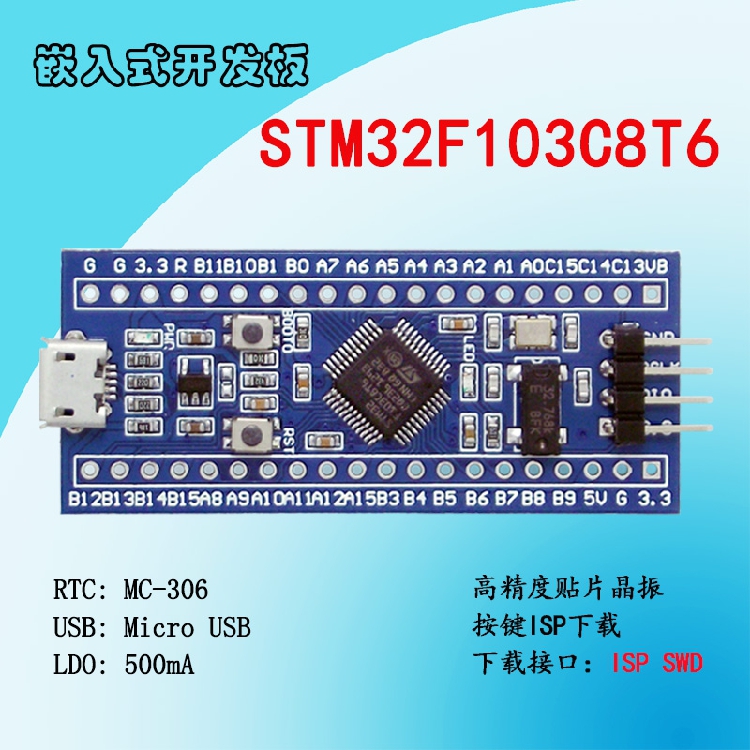 嵌入式开发板
STM32F103C8T6
G G 3.3 R B11 B10 B1 B0 A7 A6 A5 A4 A3 A2 A1 A0 C15 C14 C13 VB
PWR
BOOT0
LED
RST
32.768k
B12 B13 B14 B15 A8 A9 A10 A11 A12 A15 B3 B4 B5 B6 B7 B8 B9 5V G 3.3
RTC: MC-306
USB: Micro USB
LDO: 500mA
高精度贴片晶振
按键ISP下载
下载接口：ISP SWD